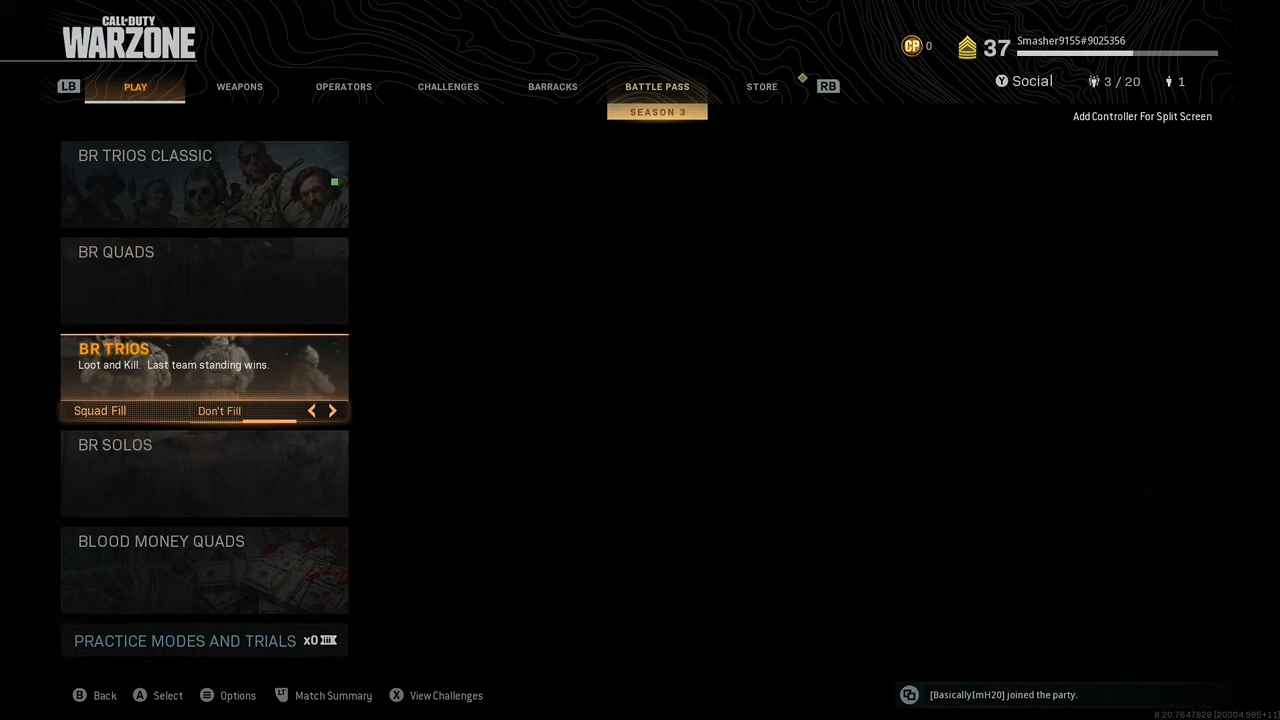 CALL OF DUTY
WARZONE
CP 0
37
Smasher9155#9025356
LB
PLAY
WEAPONS
OPERATORS
CHALLENGES
BARRACKS
BATTLE PASS
STORE
RB
Y Social
3 / 20
1
SEASON 3
Add Controller For Split Screen
BR TRIOS CLASSIC
BR QUADS
BR TRIOS
Loot and Kill. Last team standing wins.
Squad Fill
Don't Fill
BR SOLOS
BLOOD MONEY QUADS
PRACTICE MODES AND TRIALS x0
B Back
A Select
Options
LT Match Summary
X View Challenges
[BasicallyImH20] joined the party.